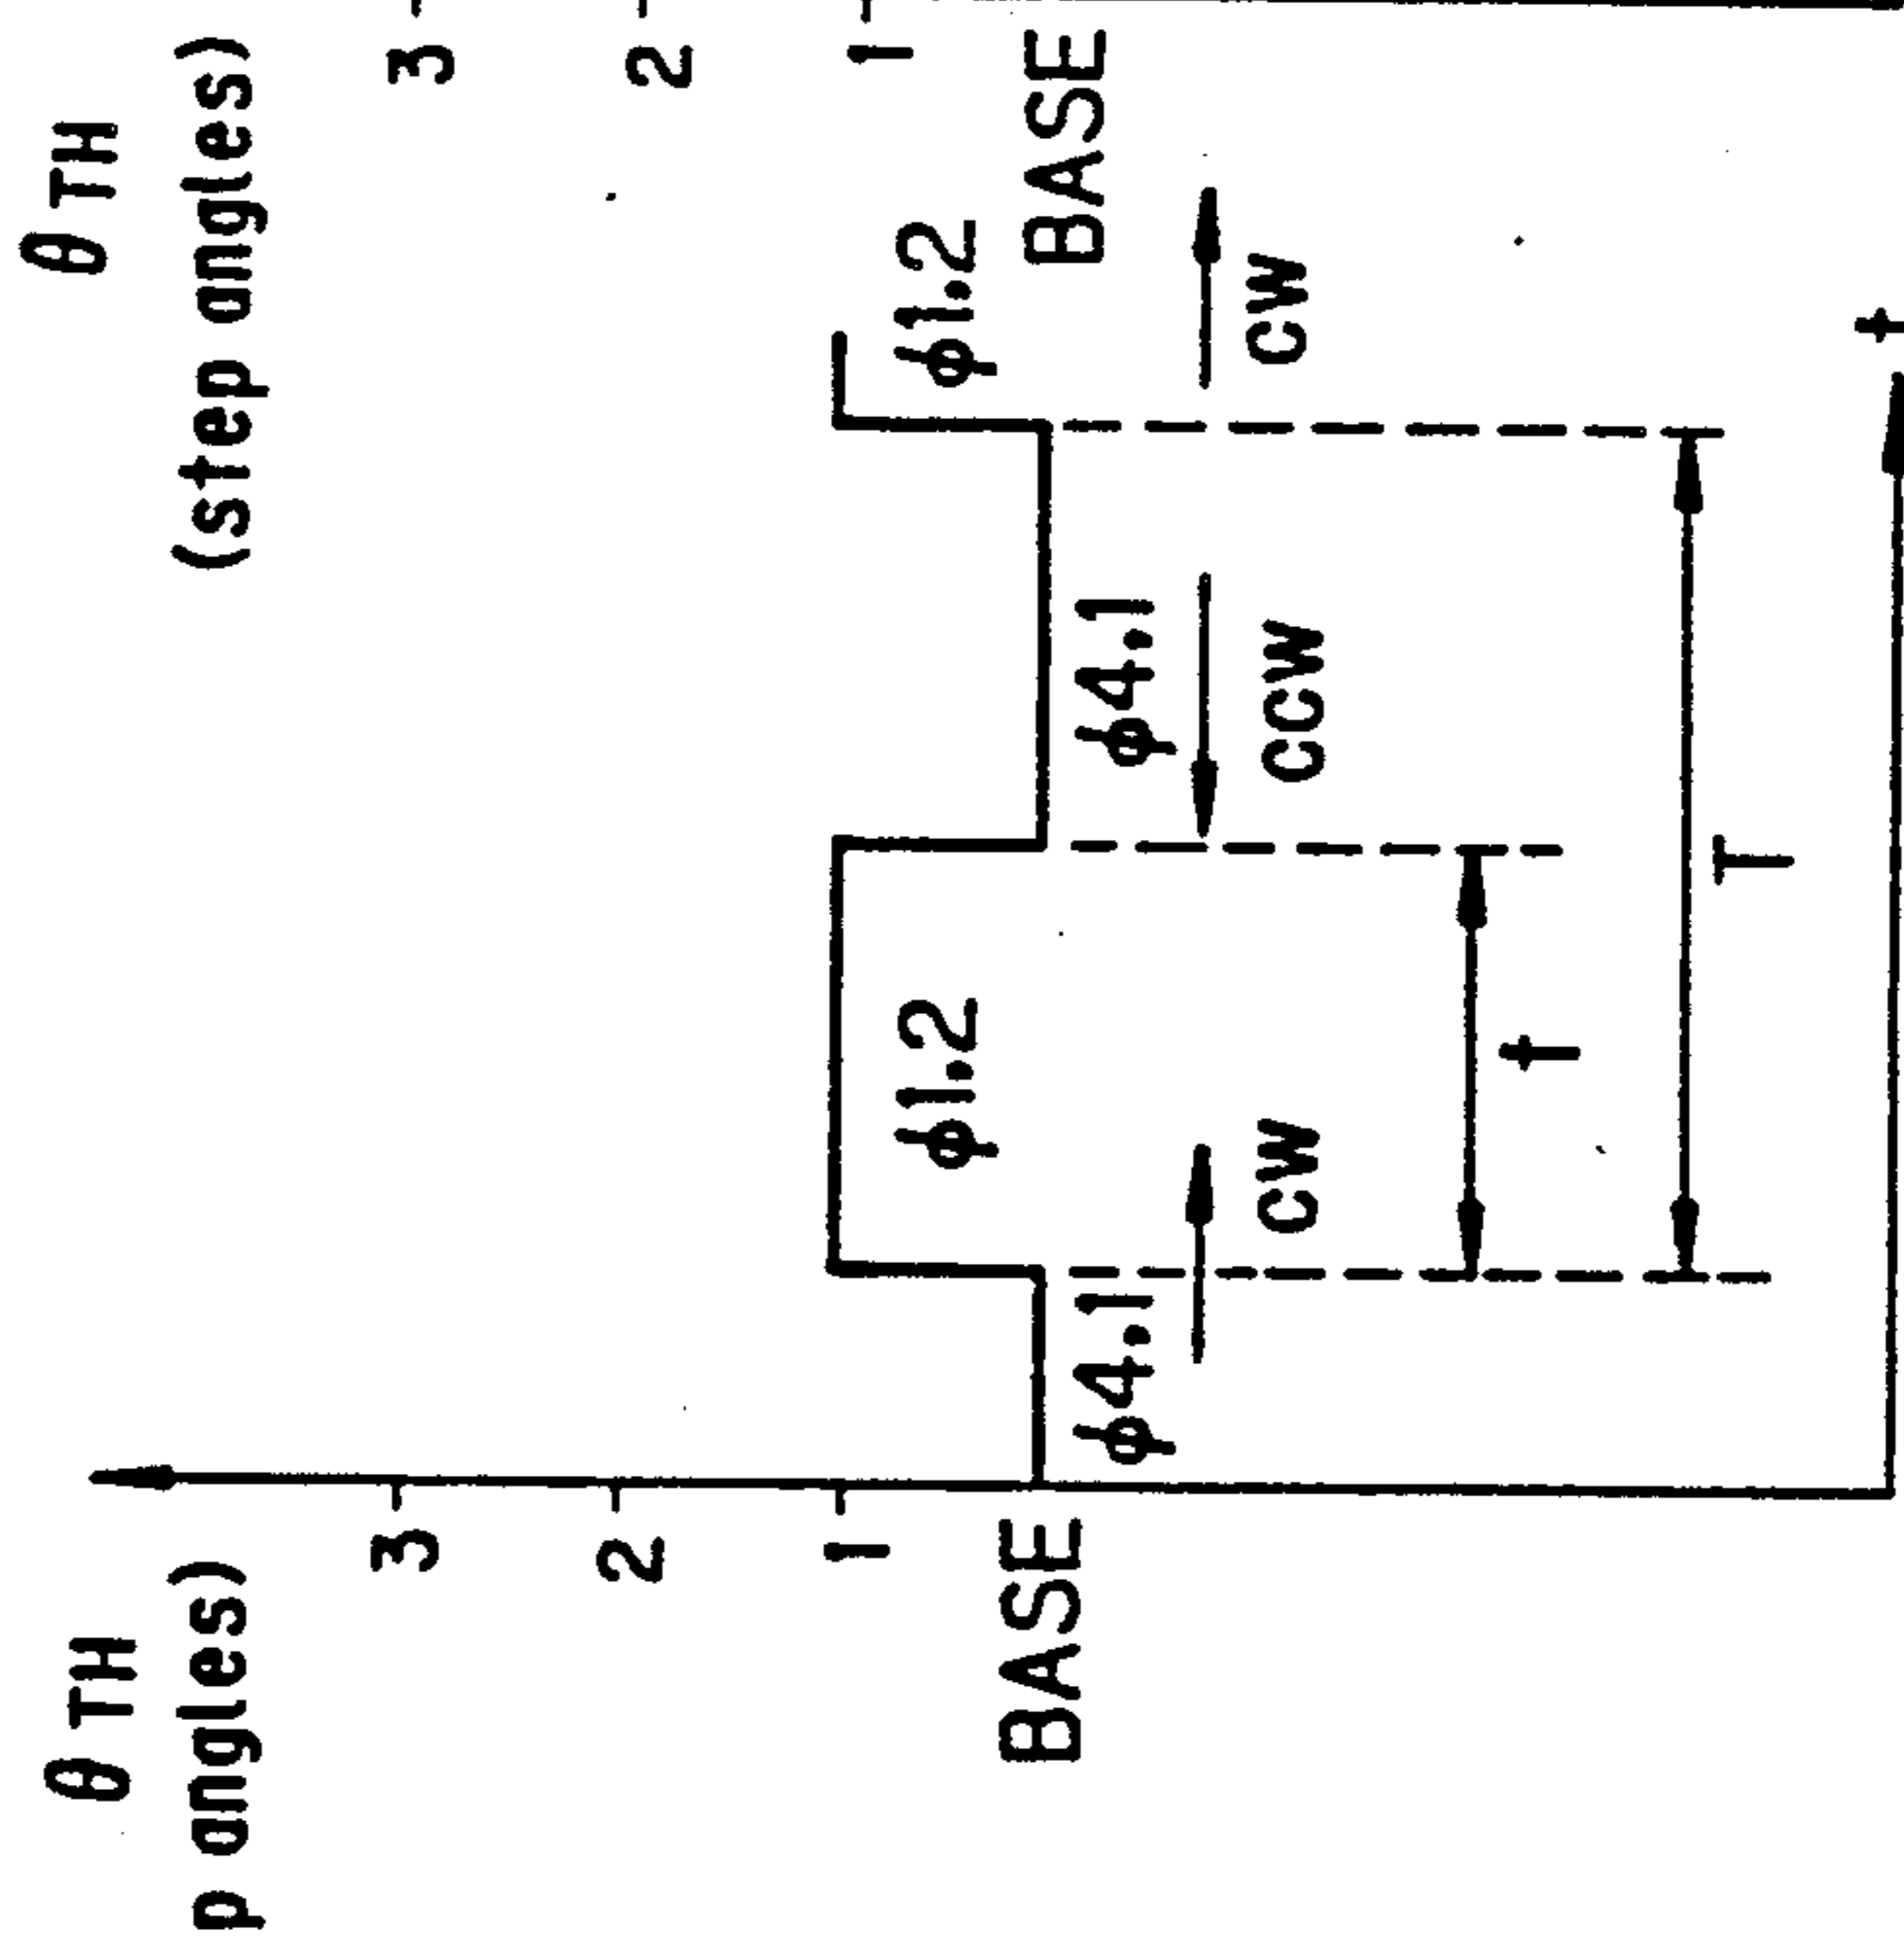 θ TH
p angles)
3
2
1
BASE
φ4.1
φ1.2
φ4.1
φ1.2
CW
CCW
CW
t
T
t
θ TH
(step angles)
3
2
1
BASE